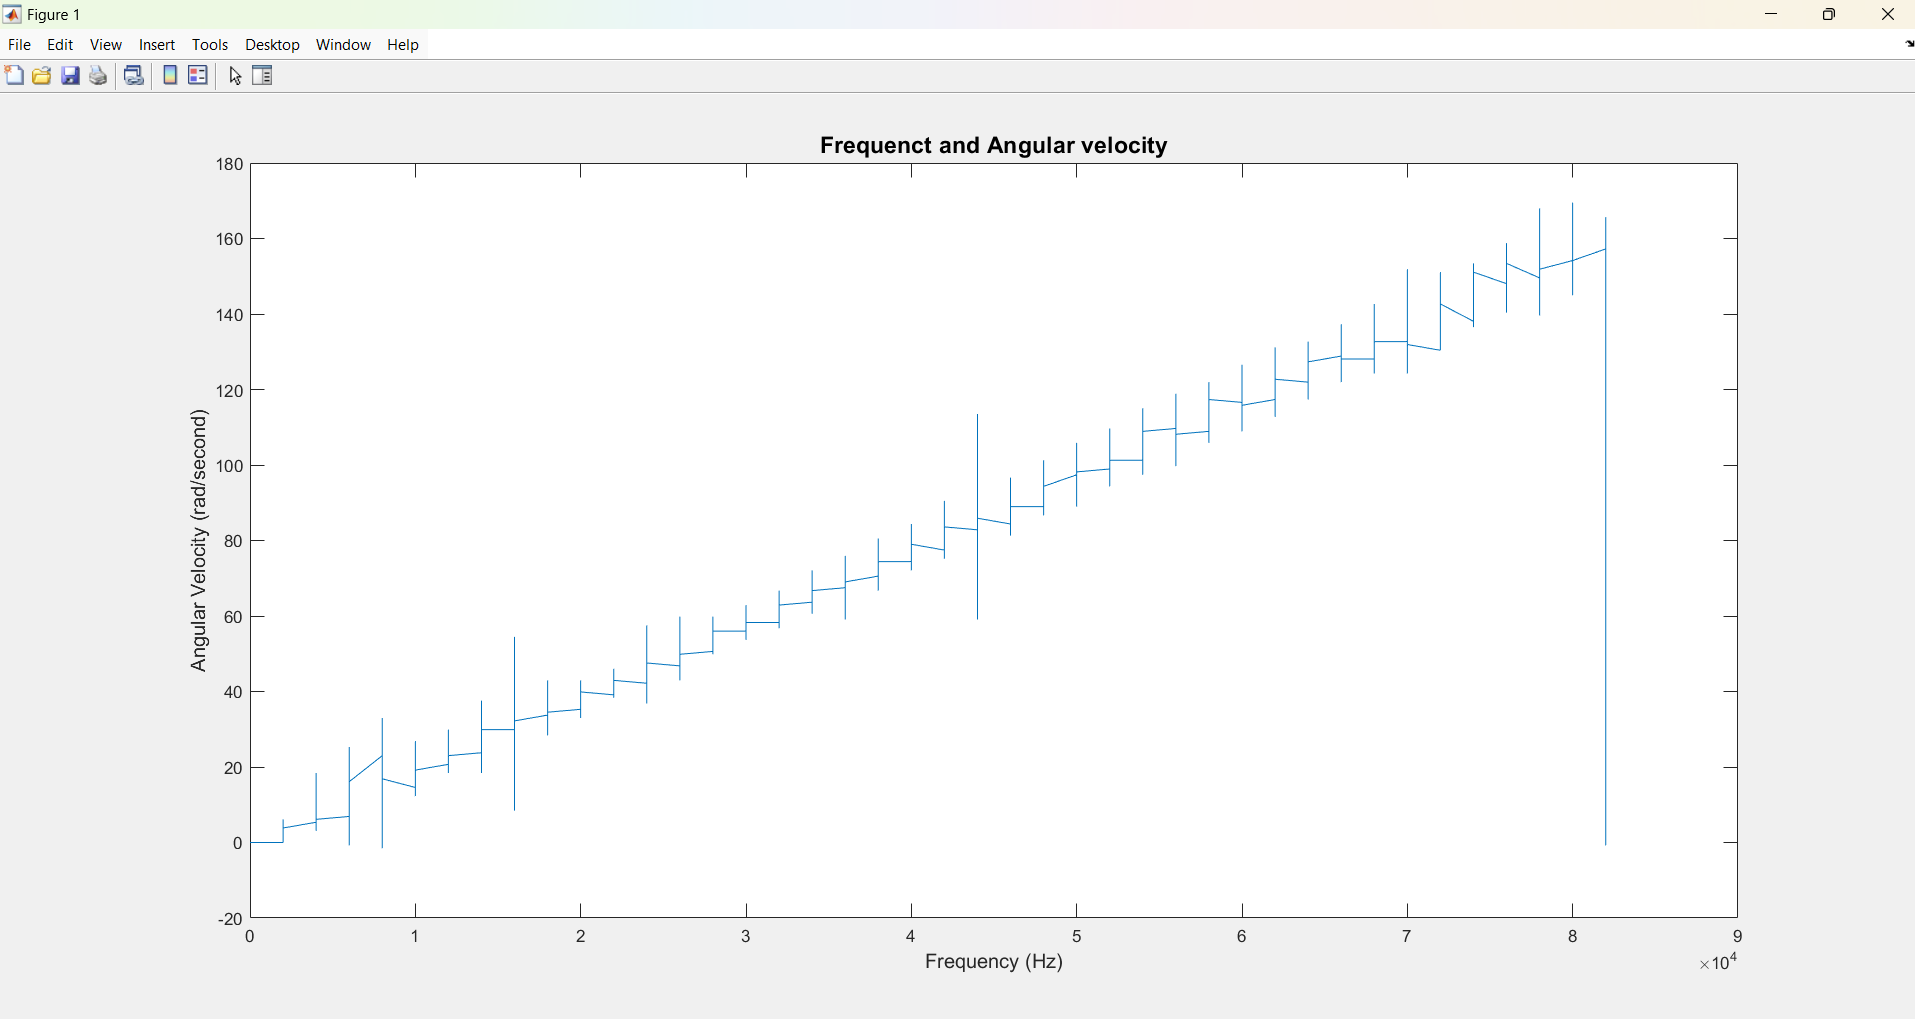 Figure 1
File Edit View Insert Tools Desktop Window Help
Frequenct and Angular velocity
180
160
140
120
100
80
60
40
20
0
-20
Angular Velocity (rad/second)
0 1 2 3 4 5 6 7 8 9
Frequency (Hz)
×10⁴